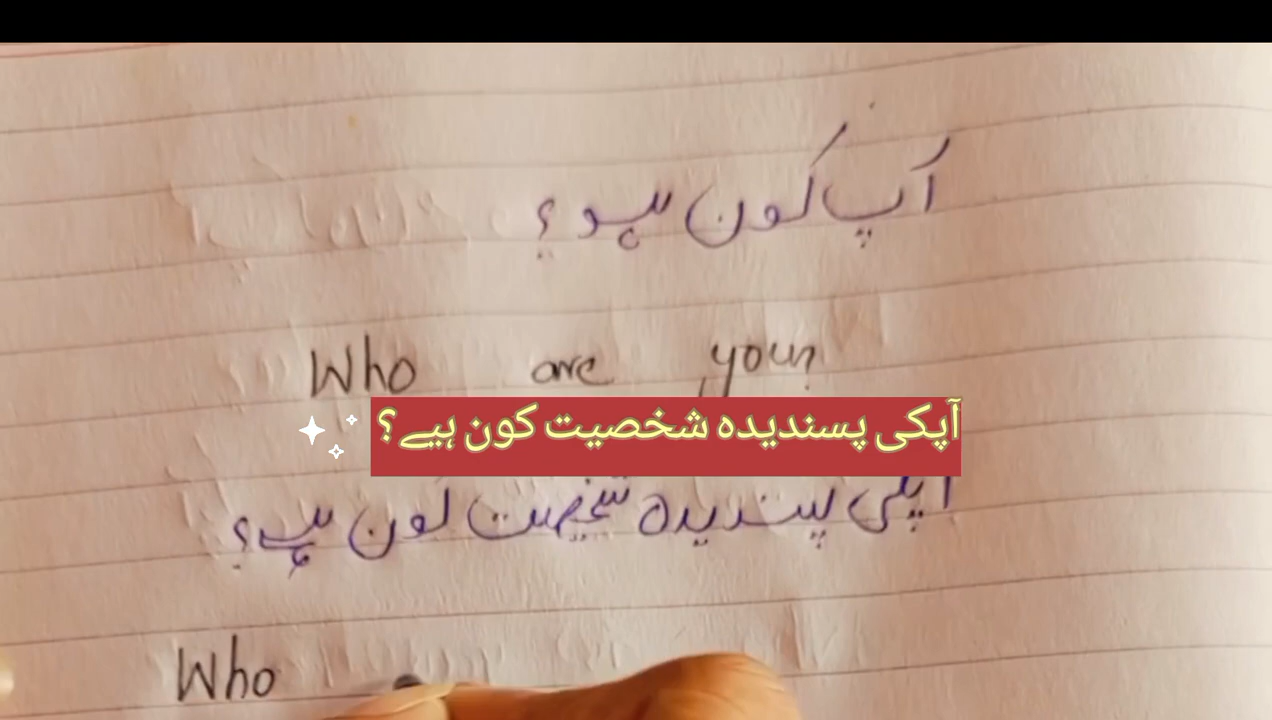 آپ کون ہو ؟
Who are you?
آپکی پسندیدہ شخصیت کون ہیے؟
آپکی پسندیدہ شخصیت کون ہے؟
Who